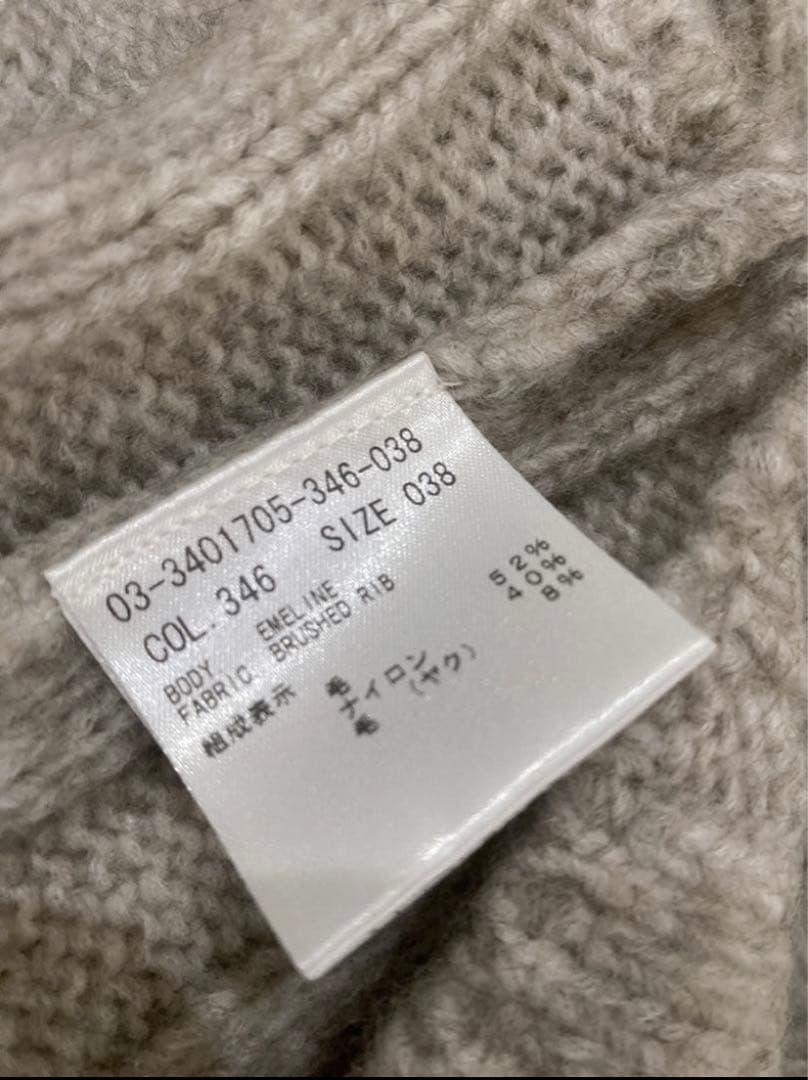 03-3401705-346-038
COL.346 SIZE 038
BODY EMELINE
FABRIC BRUSHED RIB
組成表示 毛 52%
ナイロン 40%
毛 (ヤク) 8%